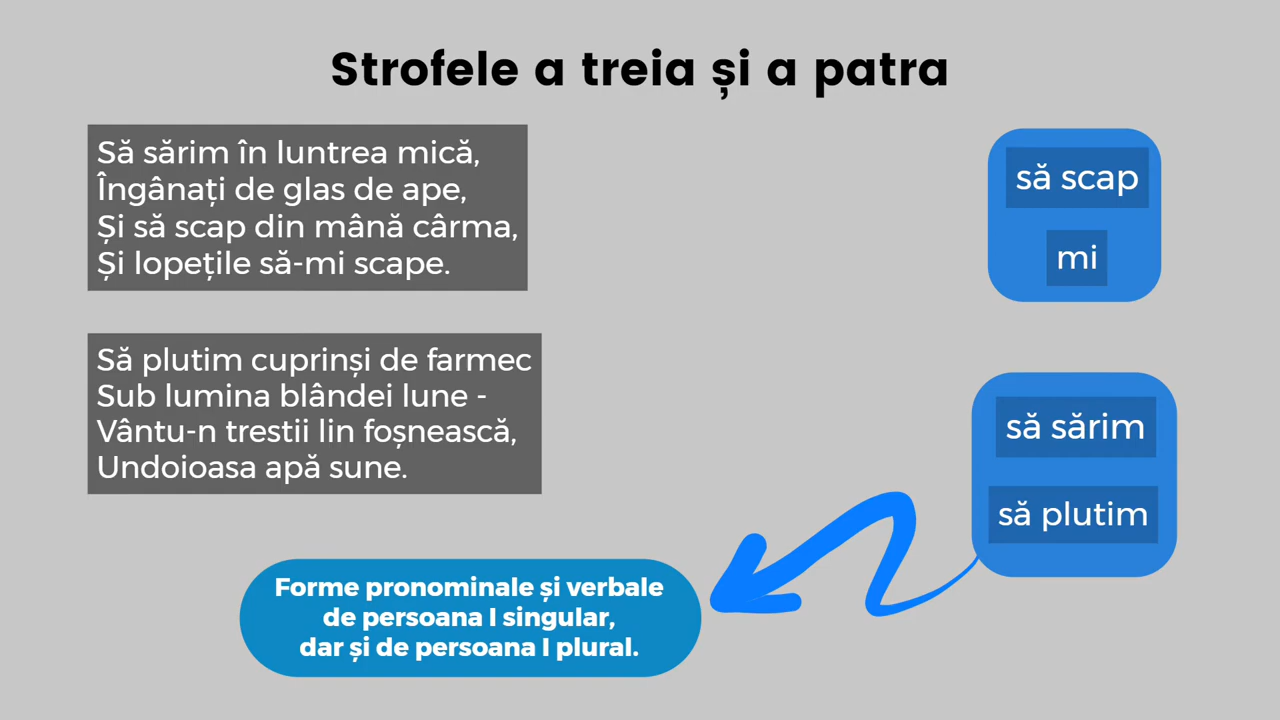 Strofele a treia și a patra
Să sărim în luntrea mică,
Îngânați de glas de ape,
Și să scap din mână cârma,
Și lopețile să-mi scape.
Să plutim cuprinși de farmec
Sub lumina blândei lune -
Vântu-n trestii lin foșnească,
Undoioasa apă sune.
să scap
mi
să sărim
să plutim
Forme pronominale și verbale
de persoana I singular,
dar și de persoana I plural.